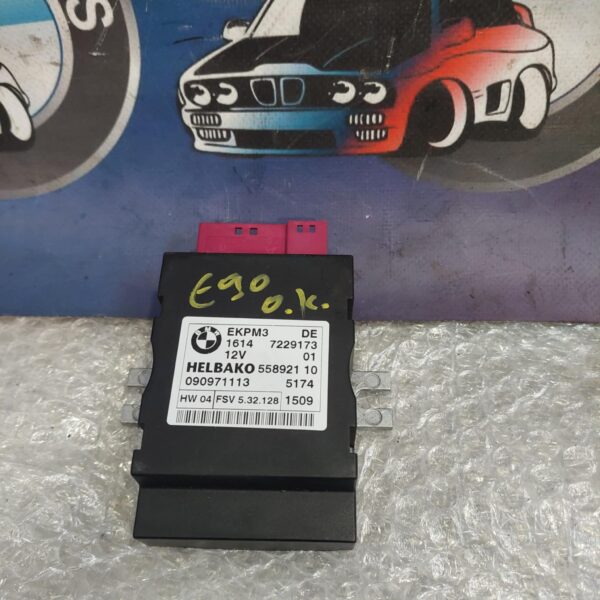 S
E90
O.K.
BMW
EKPM3 DE
1614 7229173
12V 01
HELBAKO 558921 10
090971113 5174
HW 04 FSV 5.32.128 1509